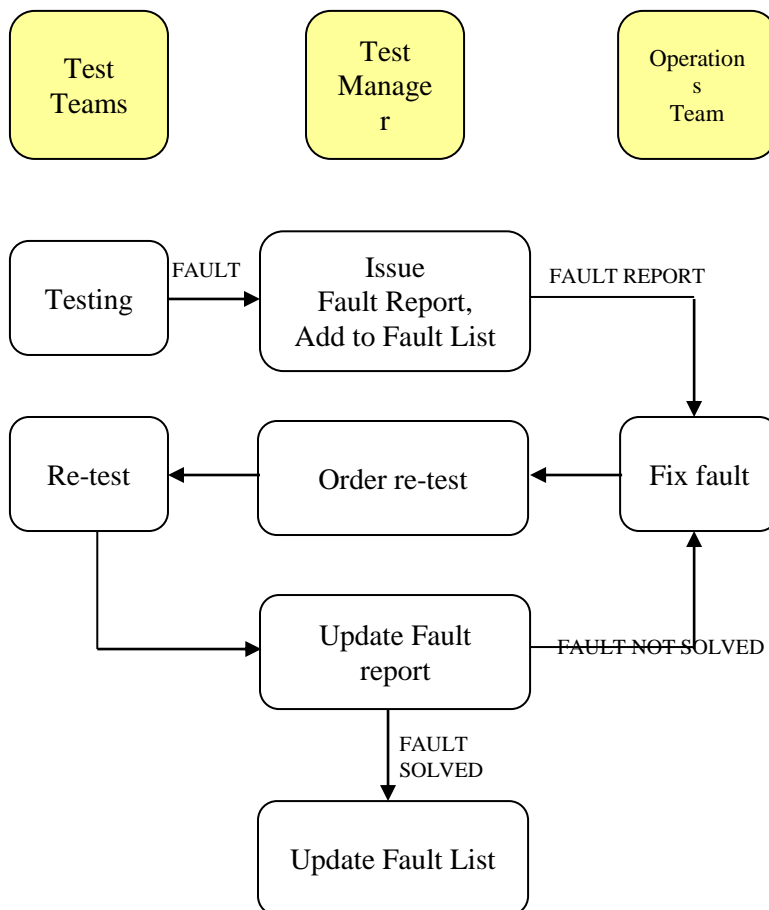 Test
Teams
Test
Manage
r
Operation
s
Team
Testing
FAULT
Issue
Fault Report,
Add to Fault List
FAULT REPORT
Re-test
Order re-test
Fix fault
Update Fault
report
FAULT NOT SOLVED
FAULT
SOLVED
Update Fault List